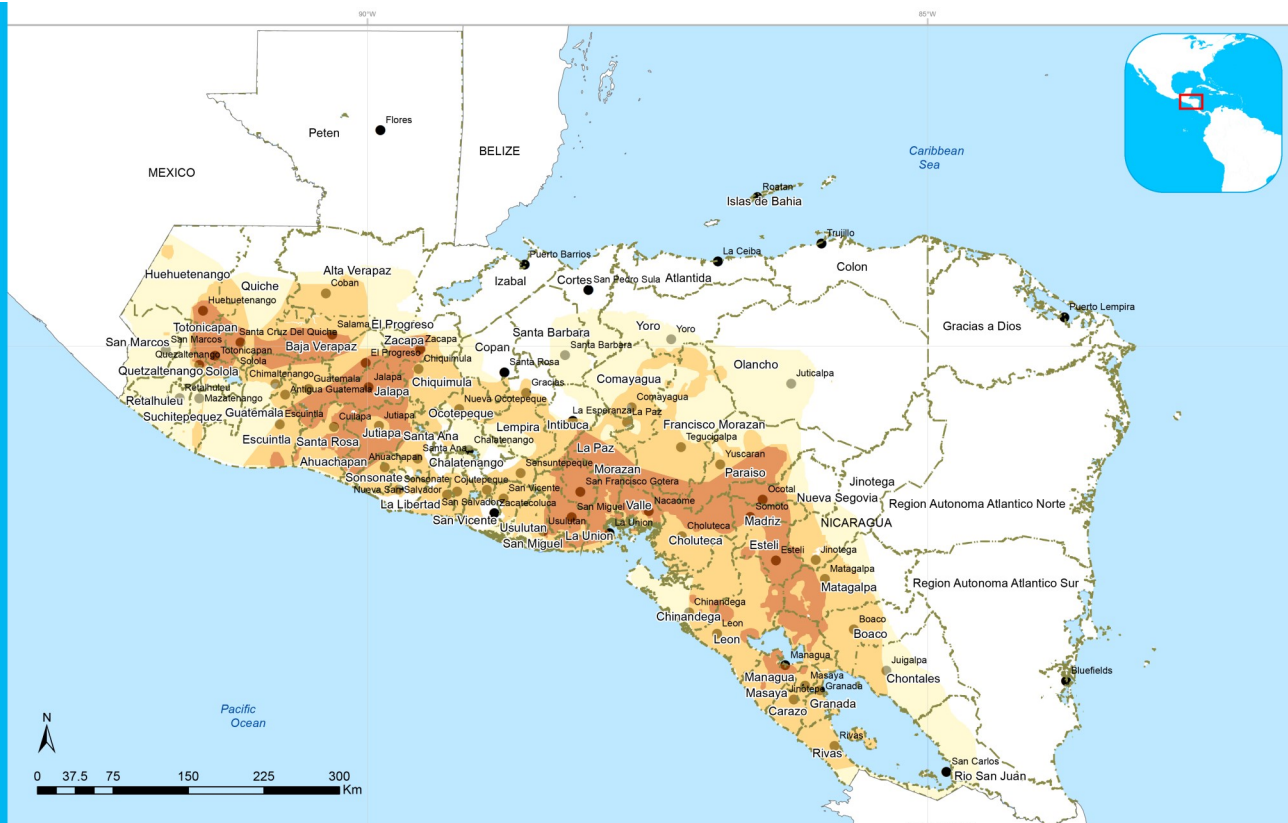 90°W
85°W
Flores
Peten
BELIZE
MEXICO
Caribbean
Sea
Roatan
Islas de Bahia
Trujillo
La Ceiba
Puerto Barrios
Colon
Huehuetenango
Alta Verapaz
Izabal
Cortes
San Pedro Sula
Atlantida
Quiche
Coban
Huehuetenango
Puerto Lempira
Gracias a Dios
Totonicapan
Santa Cruz Del Quiche
Salama
El Progreso
Santa Barbara
Yoro
Yoro
San Marcos
San Marcos
Baja Verapaz
Zacapa
Zacapa
Copan
Santa Barbara
Quezaltenango
Totonicapan
El Progreso
Chiquimula
Santa Rosa
Olancho
Quetzaltenango
Solola
Solola
Chimaltenango
Guatemala
Jalapa
Chiquimula
Gracias
Comayagua
Juticalpa
Retalhuleu
Antigua Guatemala
Jalapa
Retalhuleu
Mazatenango
Nueva Ocotepeque
Comayagua
Suchitepequez
Guatemala
Escuintla
Cuilapa
Jutiapa
Ocotepeque
La Esperanza
La Paz
Lempira
Intibuca
Francisco Morazan
Escuintla
Santa Rosa
Jutiapa
Santa Ana
Chalatenango
Tegucigalpa
Santa Ana
La Paz
Yuscaran
Ahuachapan
Ahuachapan
Chalatenango
Sensuntepeque
Morazan
Paraiso
Sonsonate
Sonsonate
Cojutepeque
San Francisco Gotera
Jinotega
Nueva San Salvador
San Vicente
Ocotal
Nueva Segovia
La Libertad
San Salvador
Zacatecoluca
San Miguel
Valle
Nacaome
Somoto
Region Autonoma Atlantico Norte
San Vicente
Usulutan
Usulutan
La Union
Madriz
NICARAGUA
San Miguel
La Union
Choluteca
Choluteca
Esteli
Esteli
Jinotega
Matagalpa
Matagalpa
Region Autonoma Atlantico Sur
Chinandega
Chinandega
Leon
Leon
Boaco
Boaco
Managua
Juigalpa
Bluefields
Managua
Masaya
Chontales
Masaya
Jinotepe
Granada
Carazo
Granada
Pacific
Ocean
Rivas
Rivas
San Carlos
Rio San Juán
N
0 37.5 75 150 225 300
Km